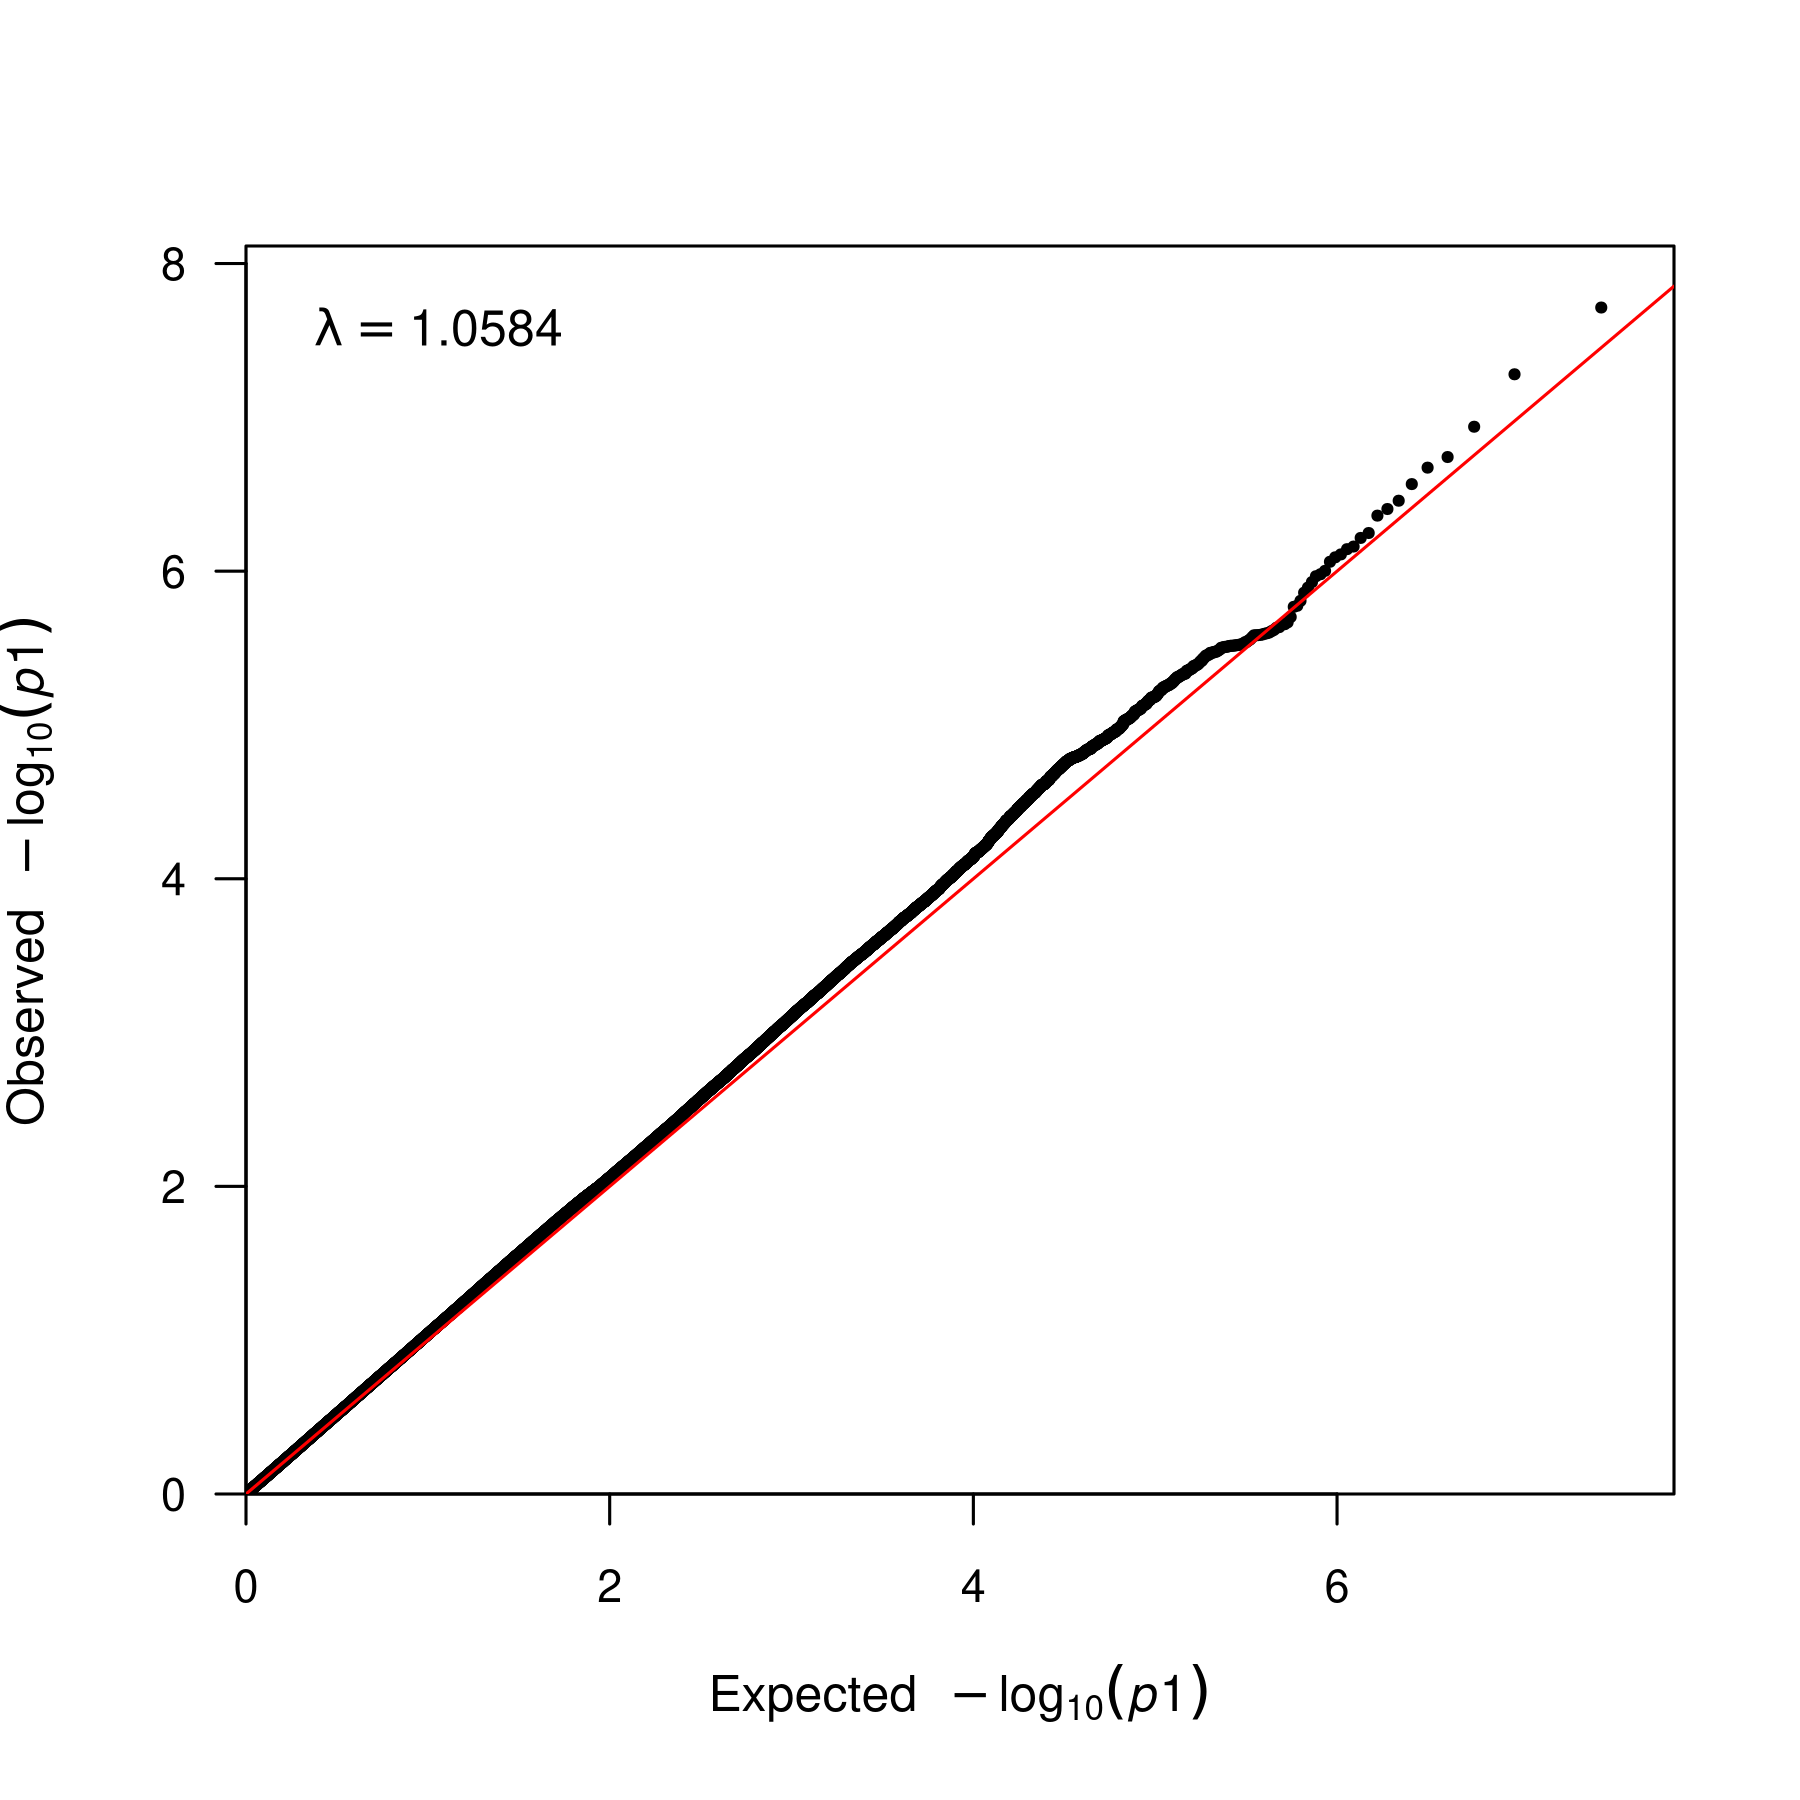 λ = 1.0584
8
6
4
2
0
Observed −log10(p1)
0 2 4 6
Expected −log10(p1)